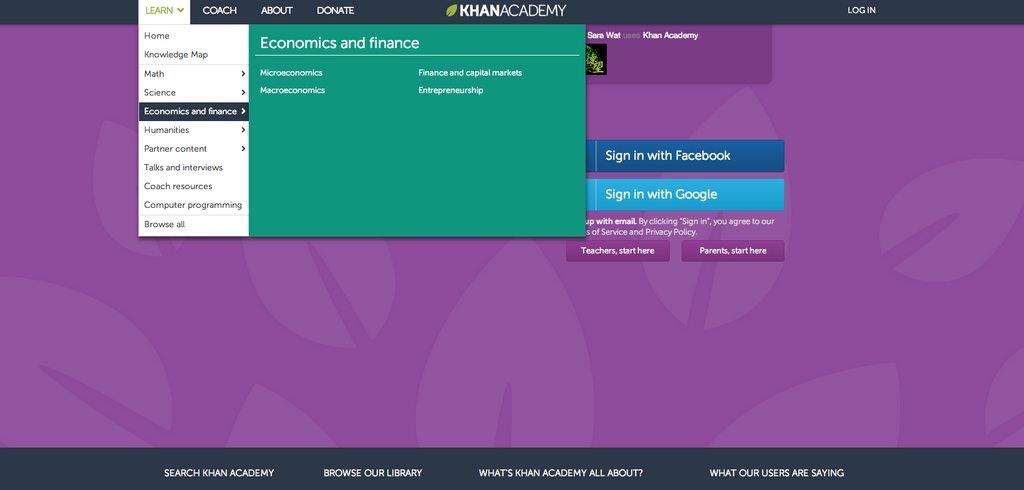 LEARN COACH ABOUT DONATE KHANACADEMY LOG IN
Home
Knowledge Map
Math
Science
Economics and finance
Humanities
Partner content
Talks and interviews
Coach resources
Computer programming
Browse all
Economics and finance
Microeconomics Finance and capital markets
Macroeconomics Entrepreneurship
Sara Wat uses Khan Academy
Sign in with Facebook
Sign in with Google
up with email. By clicking "Sign in", you agree to our
s of Service and Privacy Policy.
Teachers, start here Parents, start here
SEARCH KHAN ACADEMY BROWSE OUR LIBRARY WHAT'S KHAN ACADEMY ALL ABOUT? WHAT OUR USERS ARE SAYING